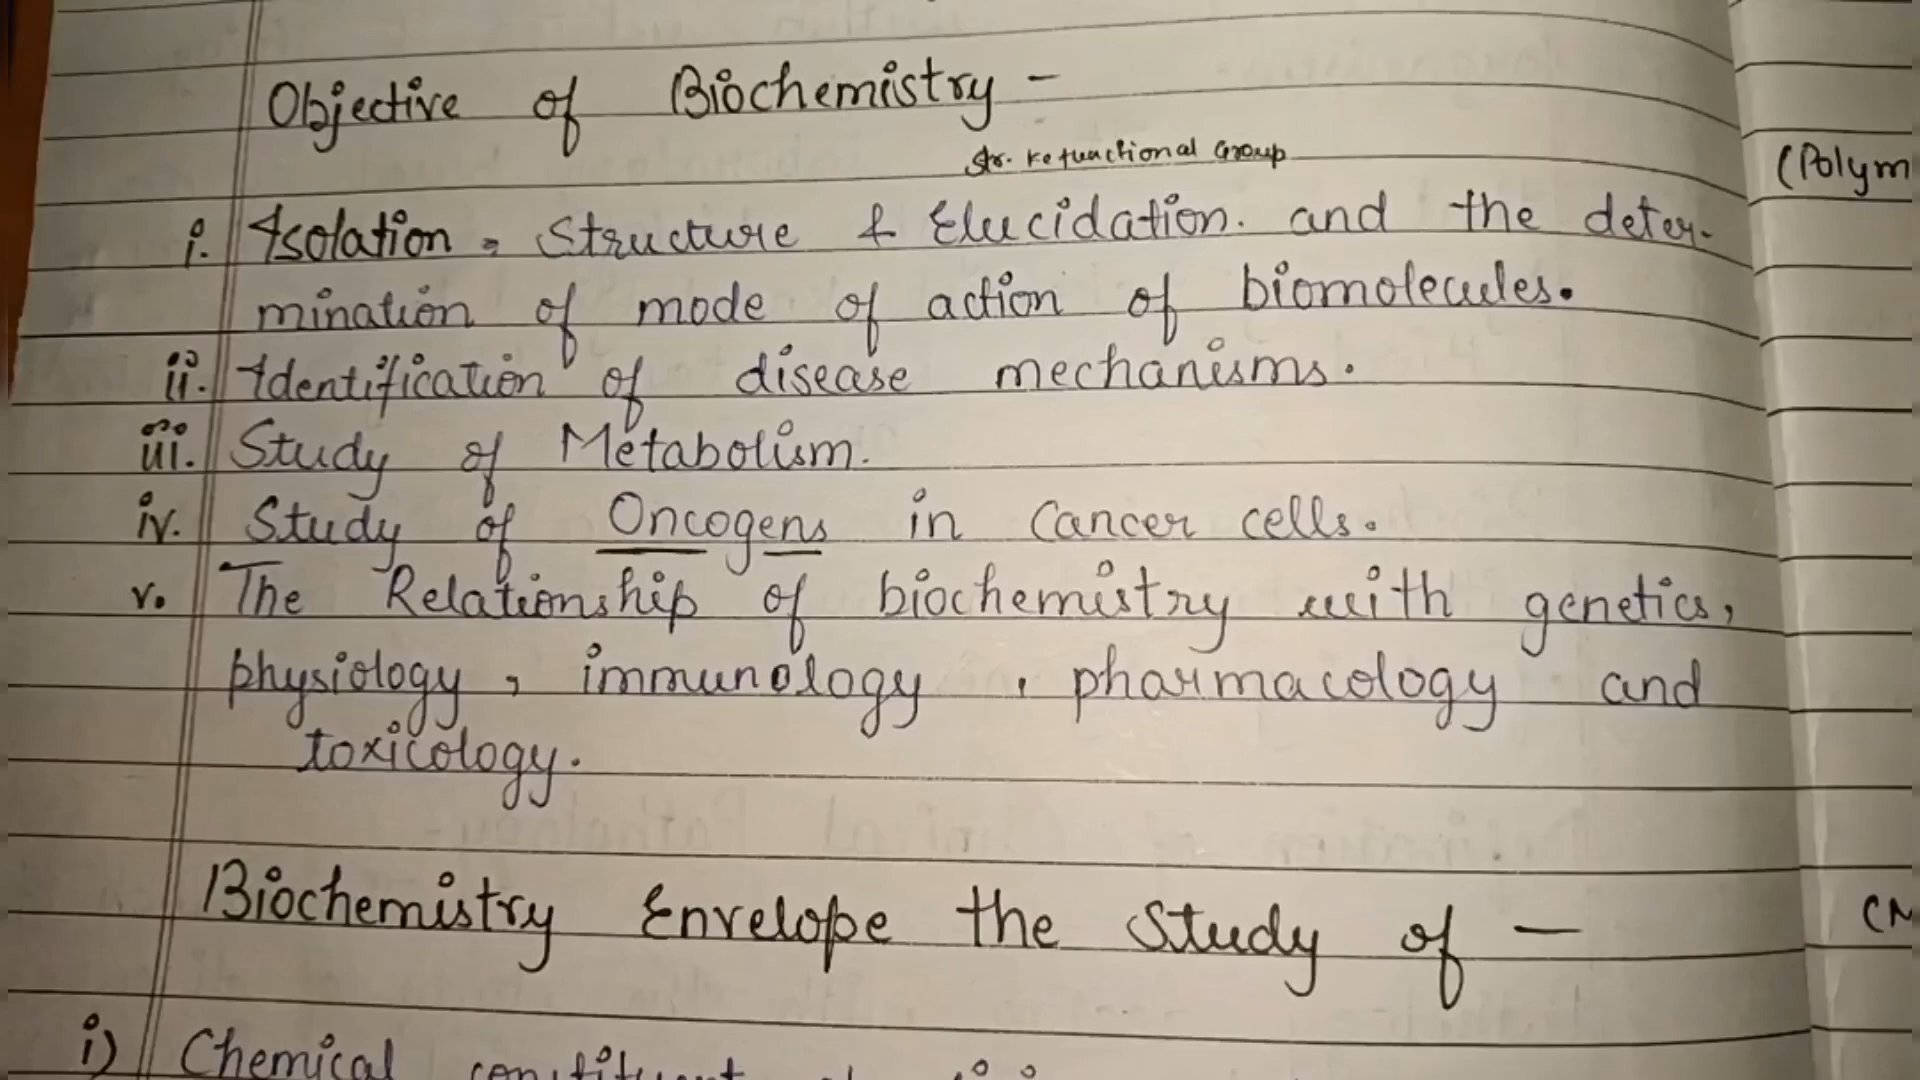 Objective of Biochemistry -
str. ke functional Group
(Polym
i. Isolation, Structure & Elucidation. and the deter-
mination of mode of action of biomolecules.
ii. Identification of disease mechanisms.
iii. Study of Metabolism.
iv. Study of Oncogens in Cancer cells.
v. The Relationship of biochemistry with genetics,
physiology, immunology, pharmacology and
toxicology.
Biochemistry Envelope the Study of -
i) Chemical constituent